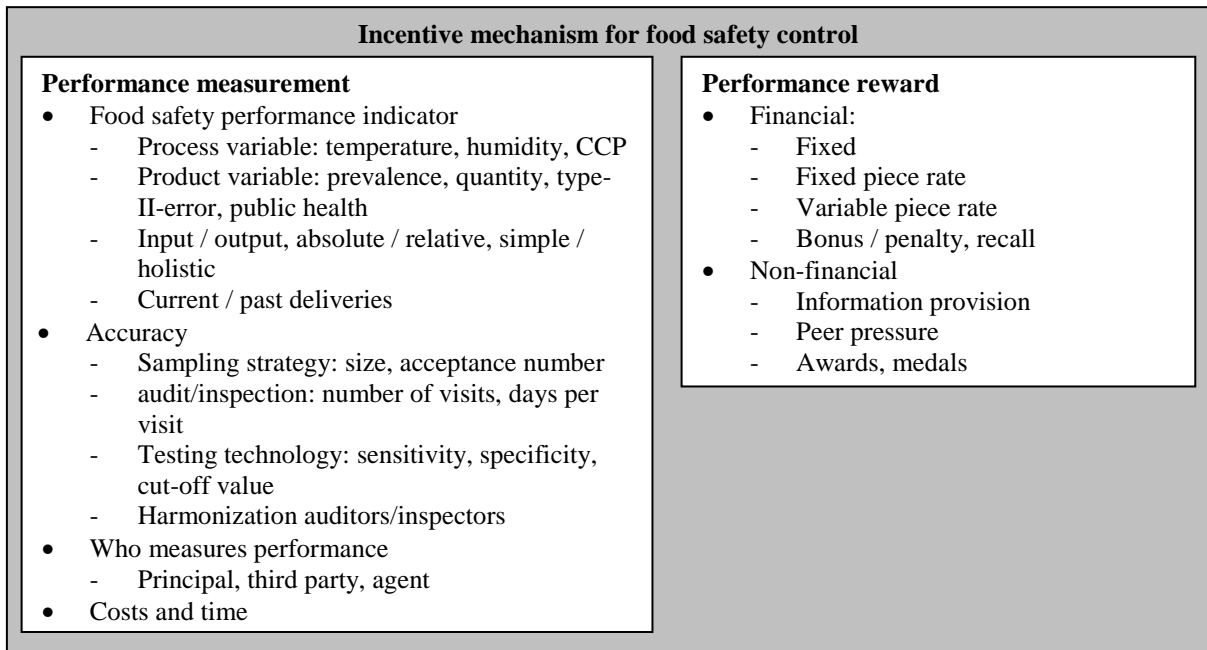 Incentive mechanism for food safety control
Performance measurement
• Food safety performance indicator
- Process variable: temperature, humidity, CCP
- Product variable: prevalence, quantity, type-
II-error, public health
- Input / output, absolute / relative, simple /
holistic
- Current / past deliveries
• Accuracy
- Sampling strategy: size, acceptance number
- audit/inspection: number of visits, days per
visit
- Testing technology: sensitivity, specificity,
cut-off value
- Harmonization auditors/inspectors
• Who measures performance
- Principal, third party, agent
• Costs and time
Performance reward
• Financial:
- Fixed
- Fixed piece rate
- Variable piece rate
- Bonus / penalty, recall
• Non-financial
- Information provision
- Peer pressure
- Awards, medals